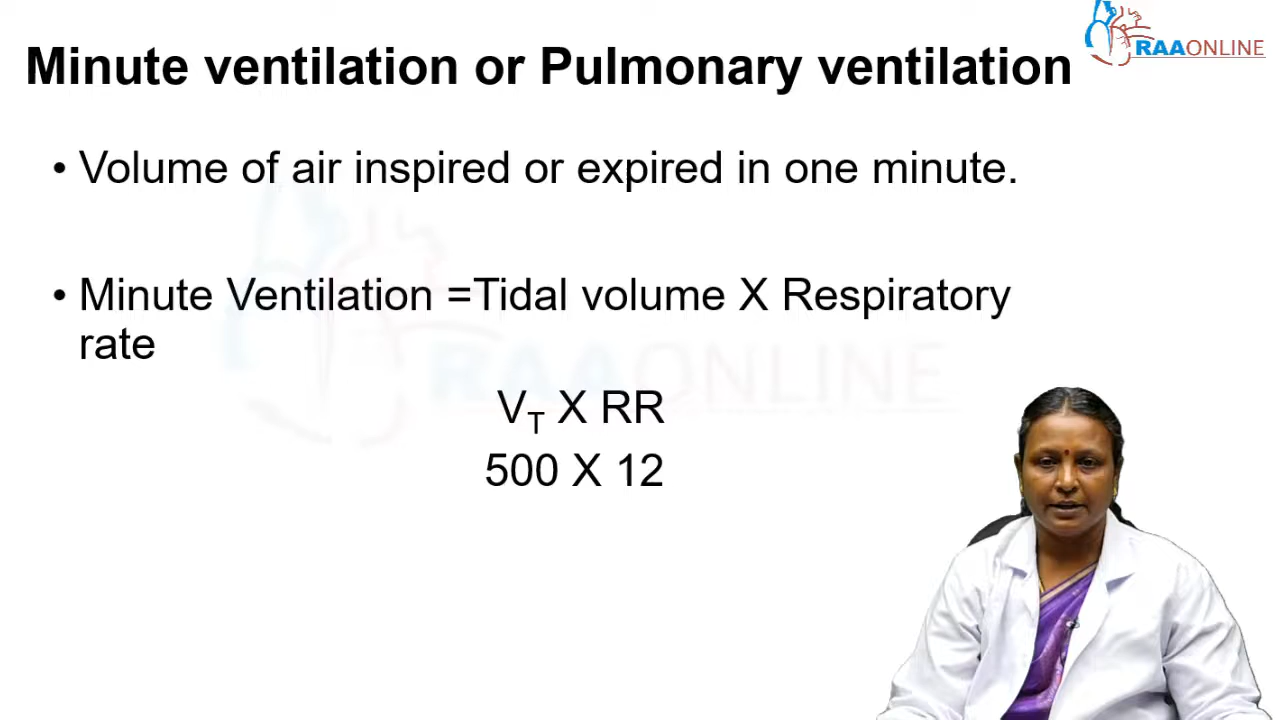 RAAONLINE
Minute ventilation or Pulmonary ventilation
• Volume of air inspired or expired in one minute.
• Minute Ventilation =Tidal volume X Respiratory
rate
RAAONLINE
VT X RR
500 X 12